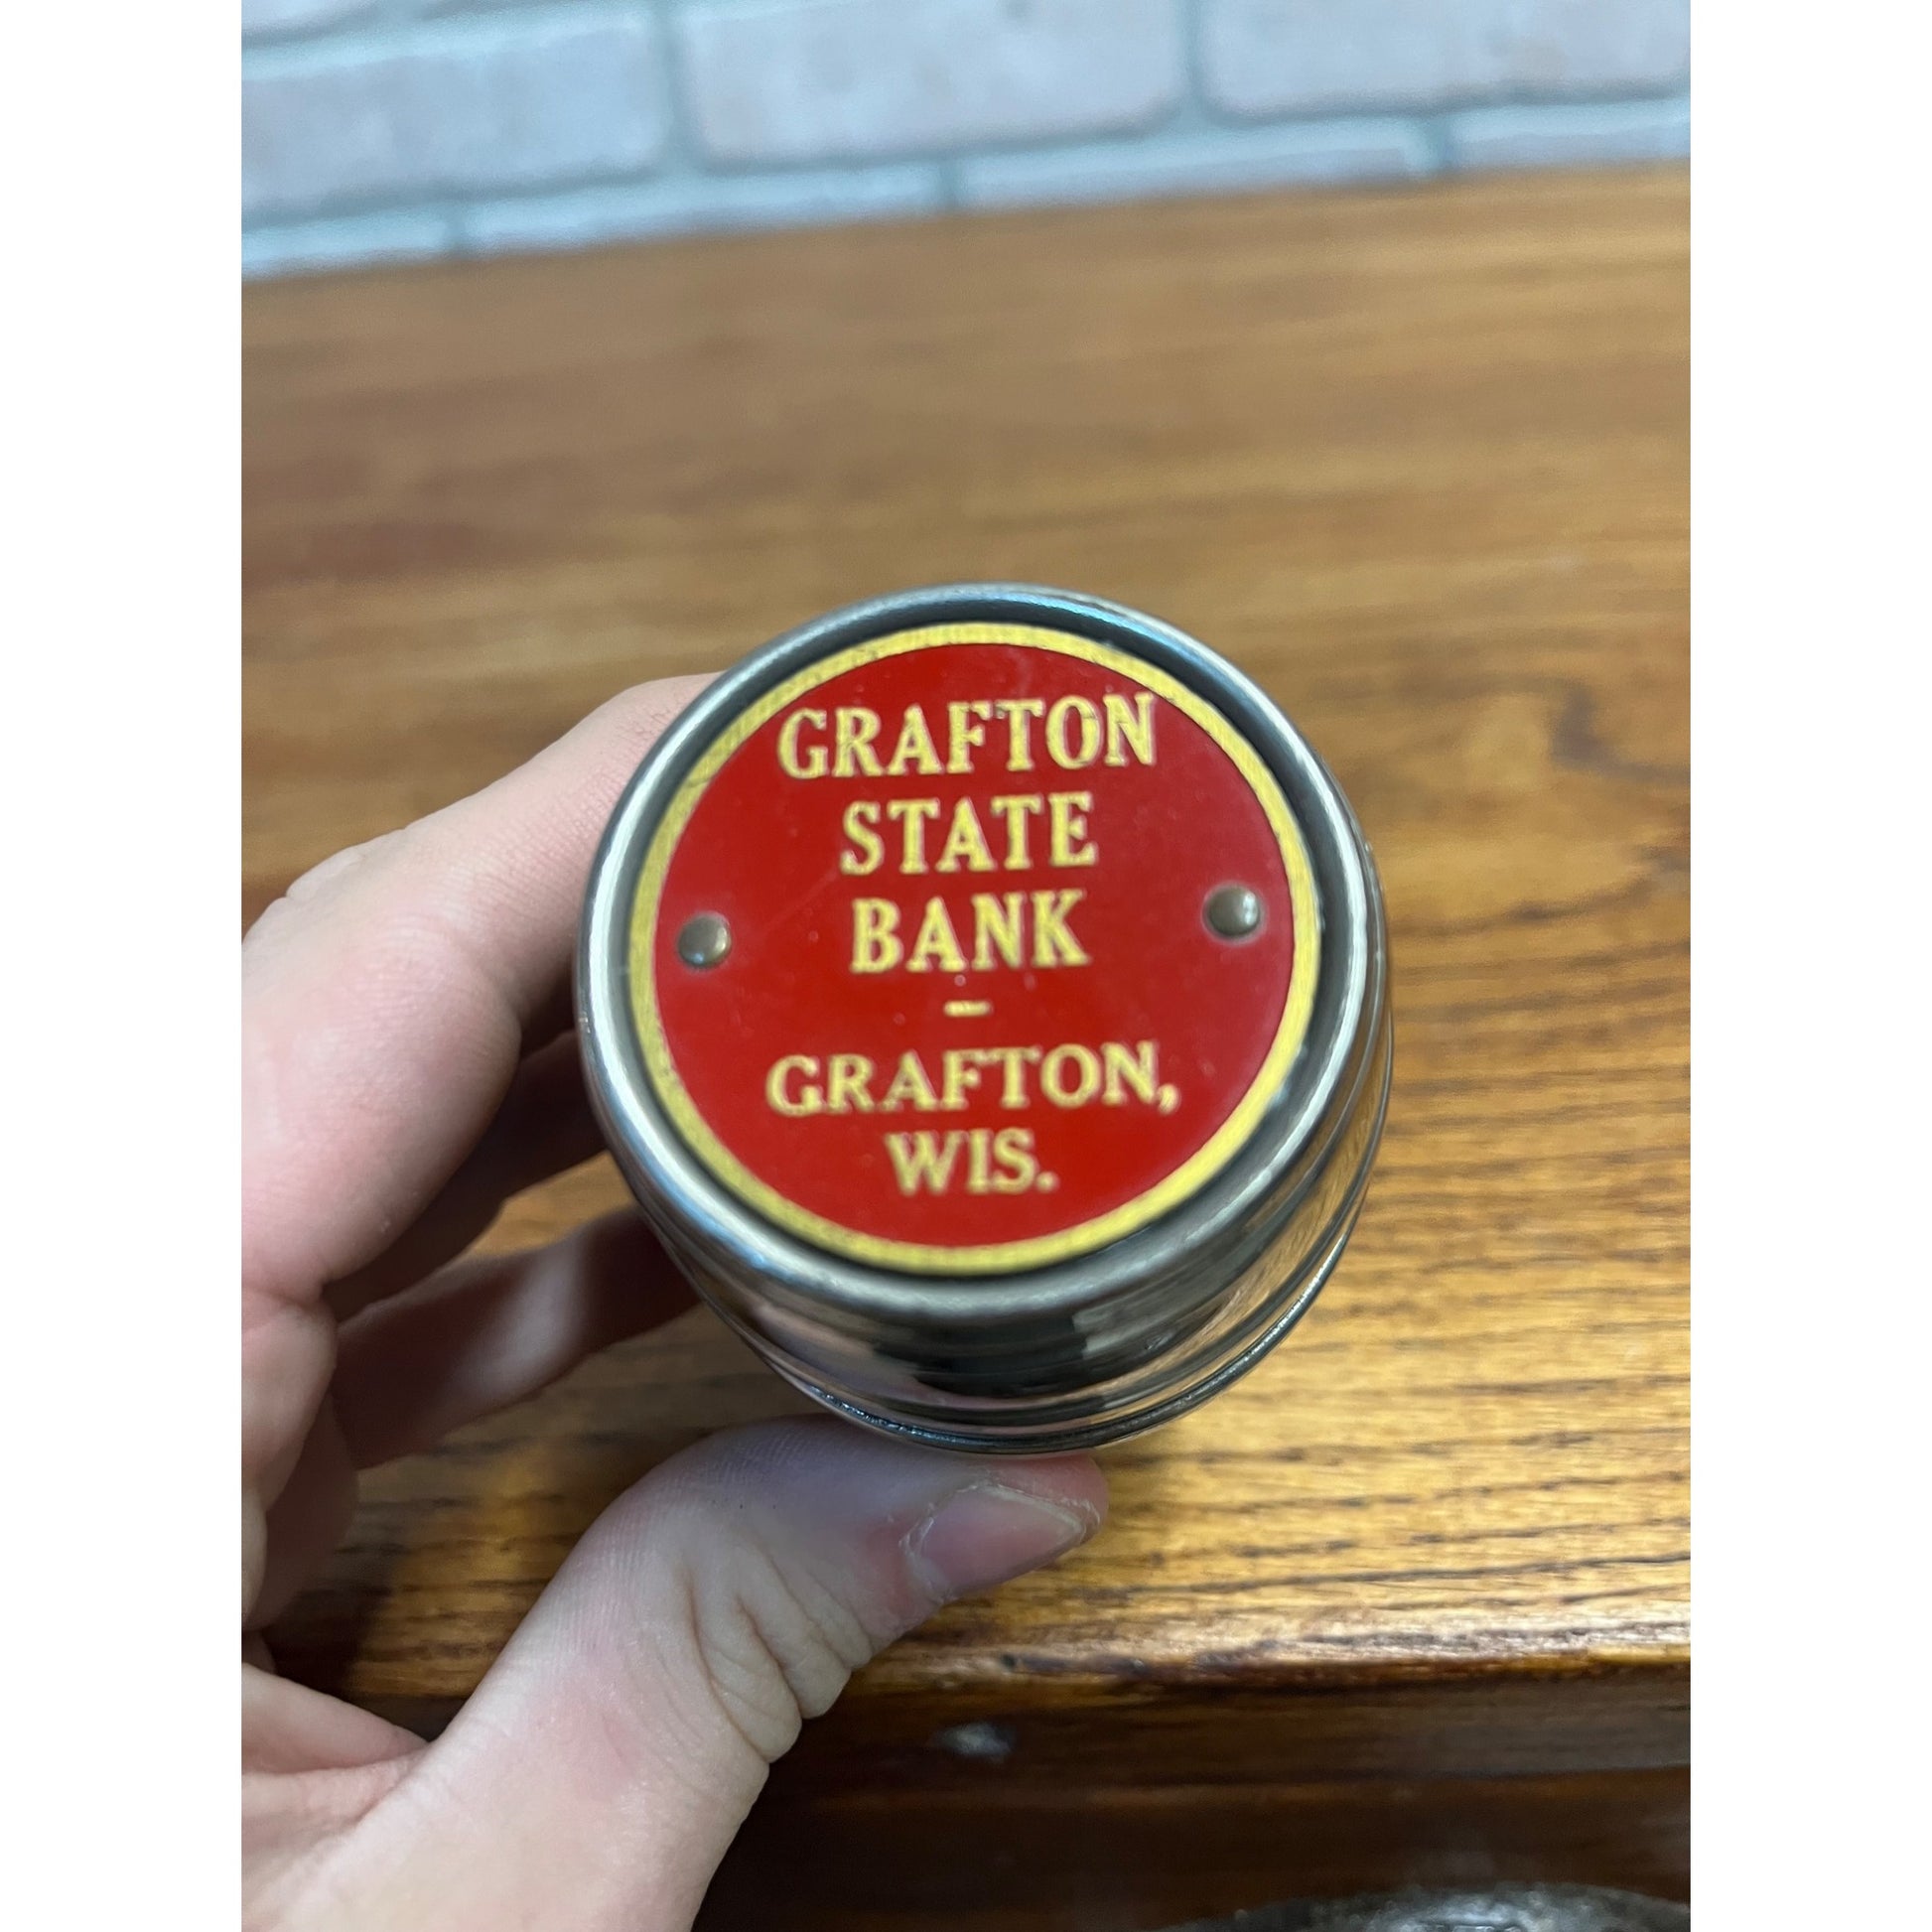 GRAFTON
STATE
BANK
–
GRAFTON,
WIS.